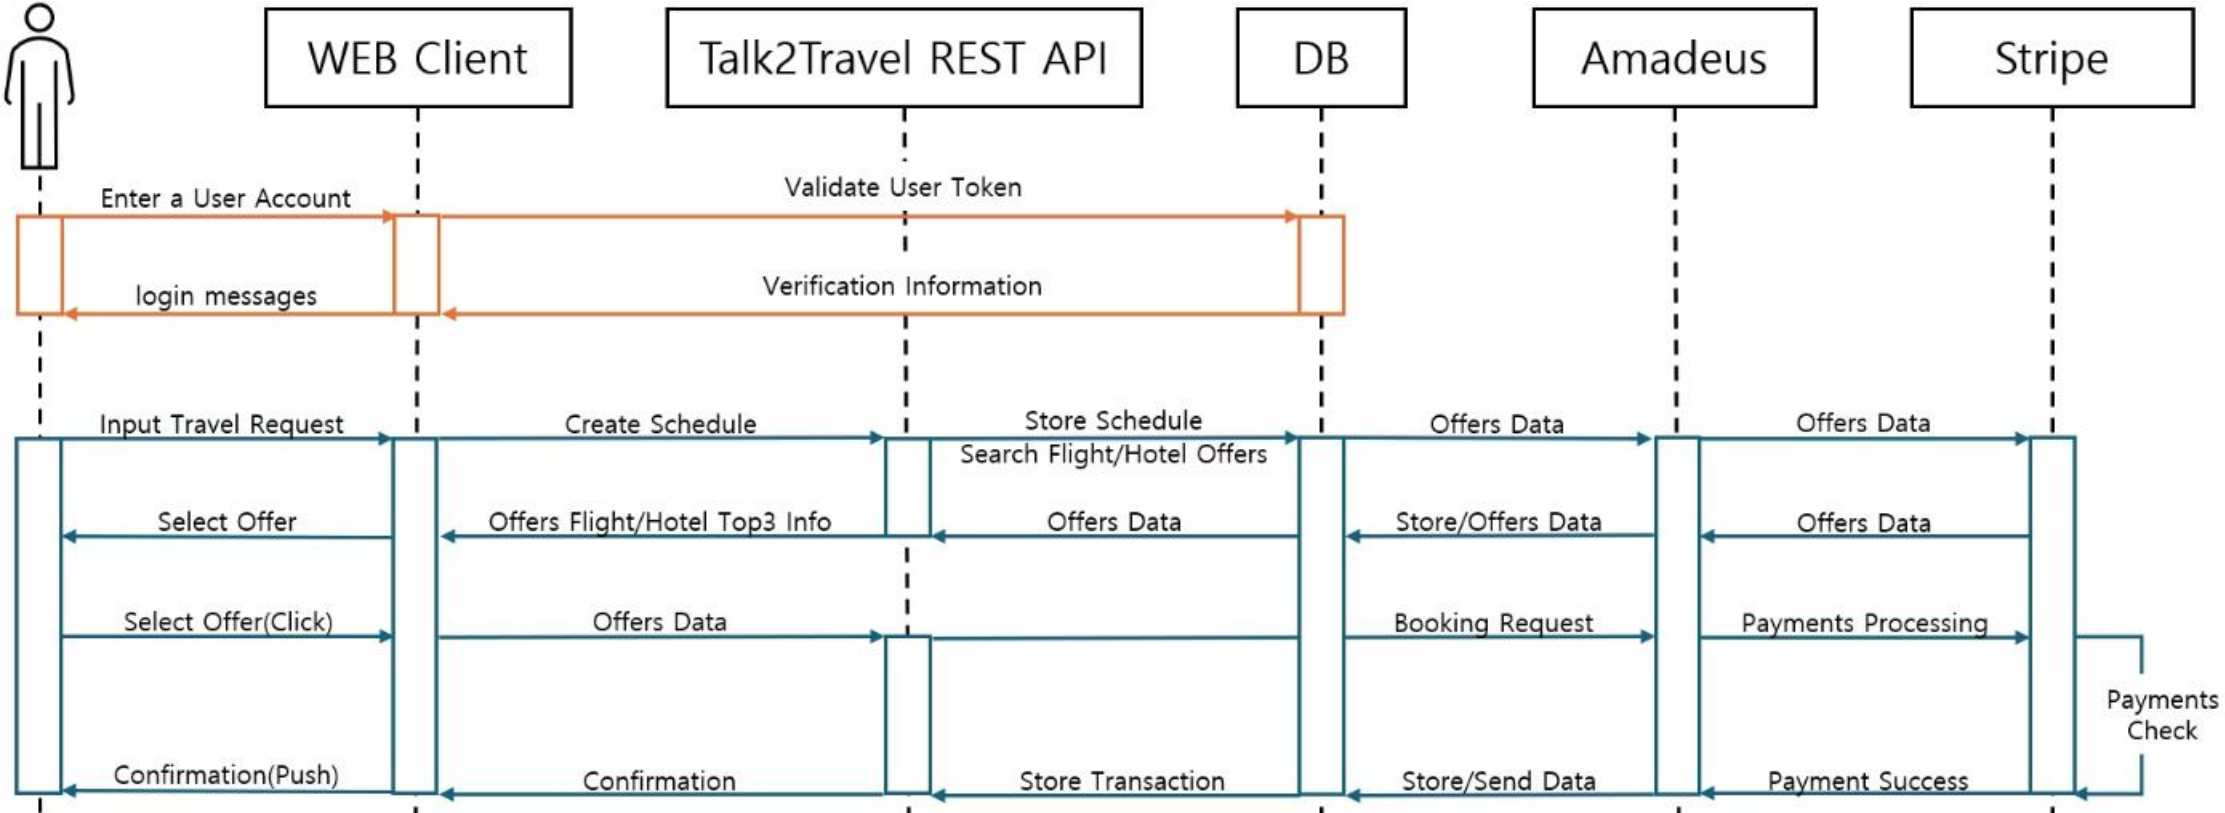 WEB Client
Talk2Travel REST API
DB
Amadeus
Stripe
Enter a User Account
Validate User Token
login messages
Verification Information
Input Travel Request
Create Schedule
Store Schedule
Search Flight/Hotel Offers
Offers Data
Offers Data
Select Offer
Offers Flight/Hotel Top3 Info
Offers Data
Store/Offers Data
Offers Data
Select Offer(Click)
Offers Data
Booking Request
Payments Processing
Payments
Check
Confirmation(Push)
Confirmation
Store Transaction
Store/Send Data
Payment Success